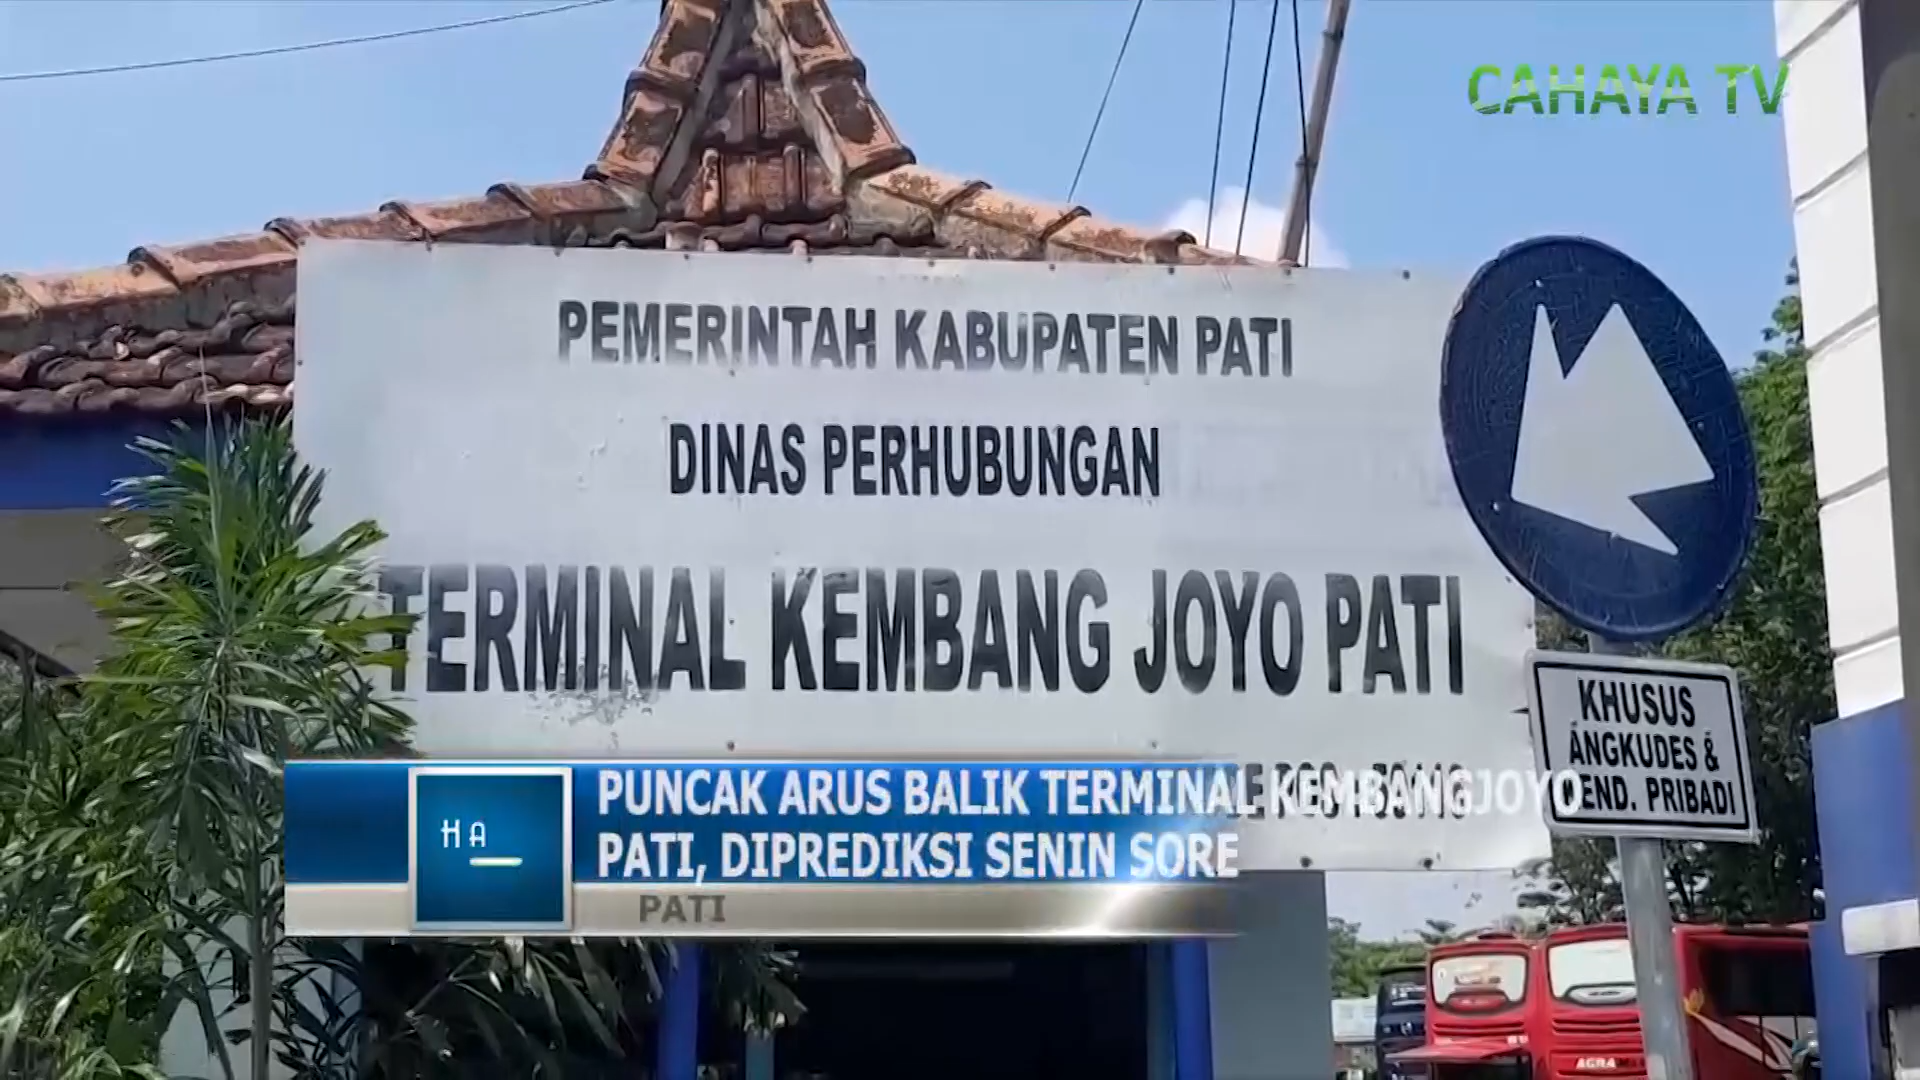 CAHAYA TV
PEMERINTAH KABUPATEN PATI
DINAS PERHUBUNGAN
TERMINAL KEMBANG JOYO PATI
KHUSUS
ANGKUDES &
KEND. PRIBADI
PUNCAK ARUS BALIK TERMINAL KEMBANGJOYO
PATI, DIPREDIKSI SENIN SORE
HA_
PATI
AGRA